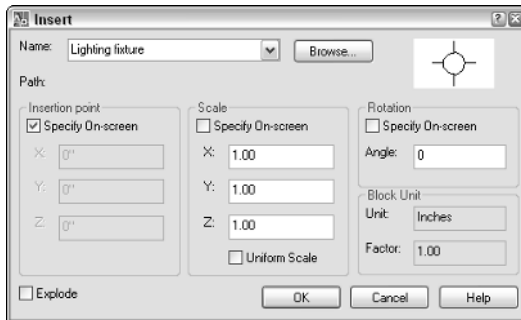 Insert
Name: Lighting fixture Browse...
Path:
Insertion point Scale Rotation
Specify On-screen Specify On-screen Specify On-screen
X: 0" X: 1.00 Angle: 0
Y: 0" Y: 1.00 Block Unit
Z: 0" Z: 1.00 Unit: Inches
Uniform Scale Factor: 1.00
Explode OK Cancel Help